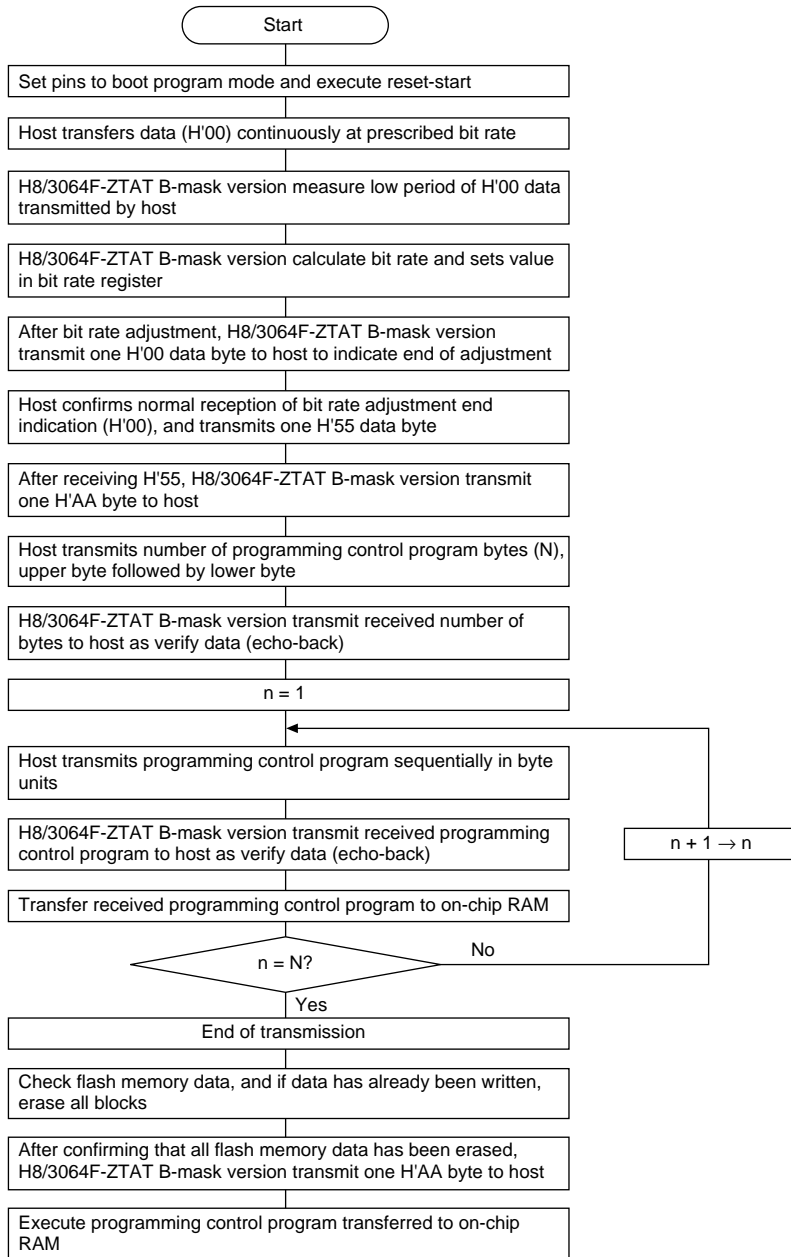 Start
Set pins to boot program mode and execute reset-start
Host transfers data (H'00) continuously at prescribed bit rate
H8/3064F-ZTAT B-mask version measure low period of H'00 data
transmitted by host
H8/3064F-ZTAT B-mask version calculate bit rate and sets value
in bit rate register
After bit rate adjustment, H8/3064F-ZTAT B-mask version
transmit one H'00 data byte to host to indicate end of adjustment
Host confirms normal reception of bit rate adjustment end
indication (H'00), and transmits one H'55 data byte
After receiving H'55, H8/3064F-ZTAT B-mask version transmit
one H'AA byte to host
Host transmits number of programming control program bytes (N),
upper byte followed by lower byte
H8/3064F-ZTAT B-mask version transmit received number of
bytes to host as verify data (echo-back)
n = 1
Host transmits programming control program sequentially in byte
units
H8/3064F-ZTAT B-mask version transmit received programming
control program to host as verify data (echo-back)
n + 1 → n
Transfer received programming control program to on-chip RAM
n = N?
No
Yes
End of transmission
Check flash memory data, and if data has already been written,
erase all blocks
After confirming that all flash memory data has been erased,
H8/3064F-ZTAT B-mask version transmit one H'AA byte to host
Execute programming control program transferred to on-chip
RAM